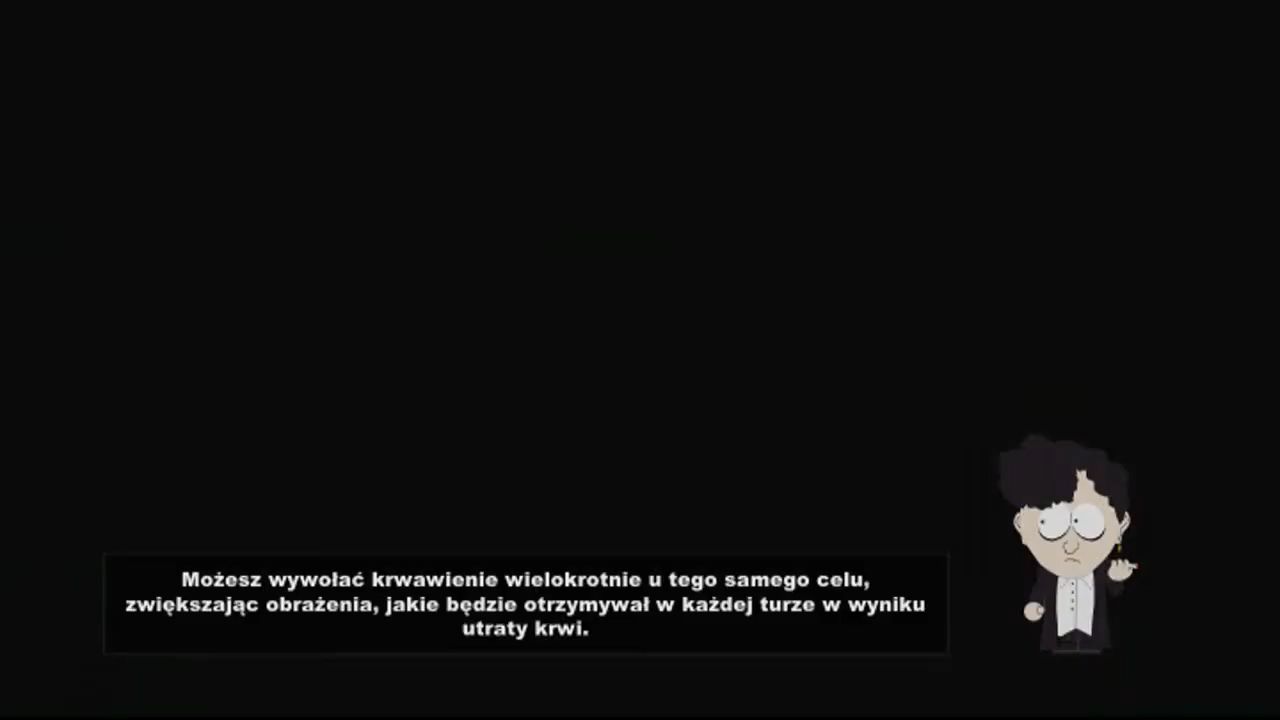 Możesz wywołać krwawienie wielokrotnie u tego samego celu,
zwiększając obrażenia, jakie będzie otrzymywał w każdej turze w wyniku
utraty krwi.